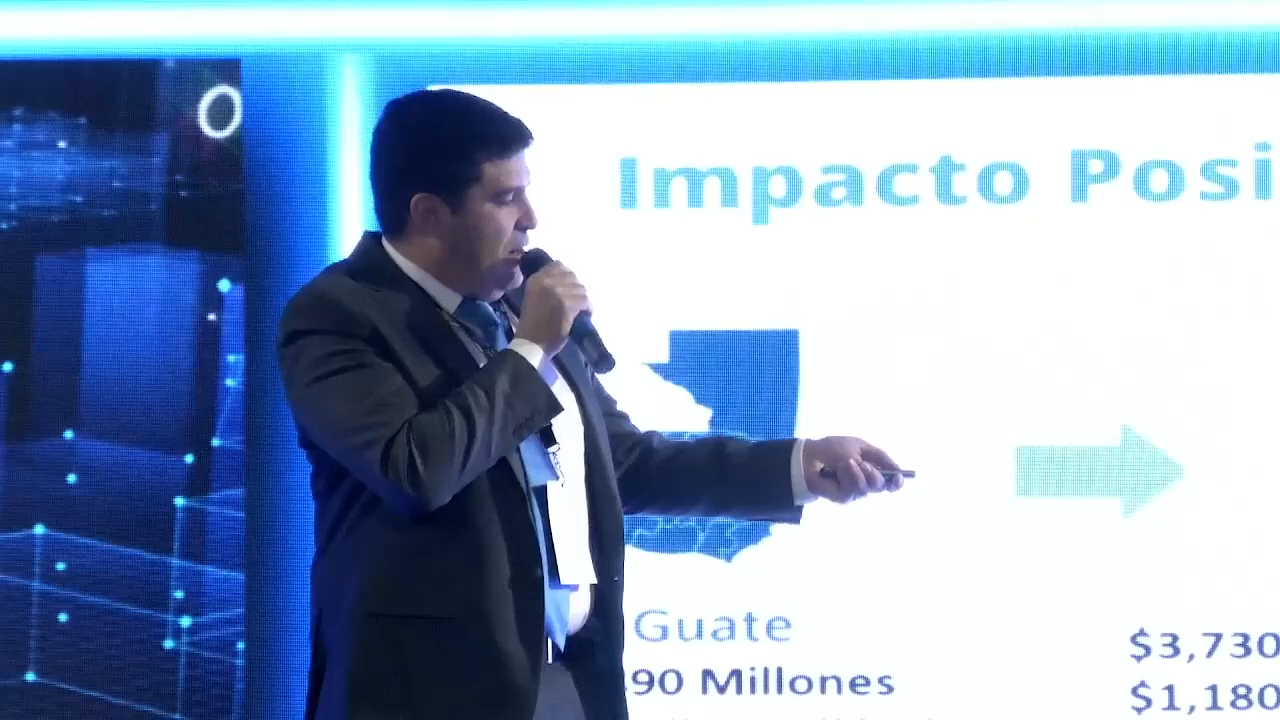 Impacto Posi
Guate
90 Millones
$3,730
$1,180